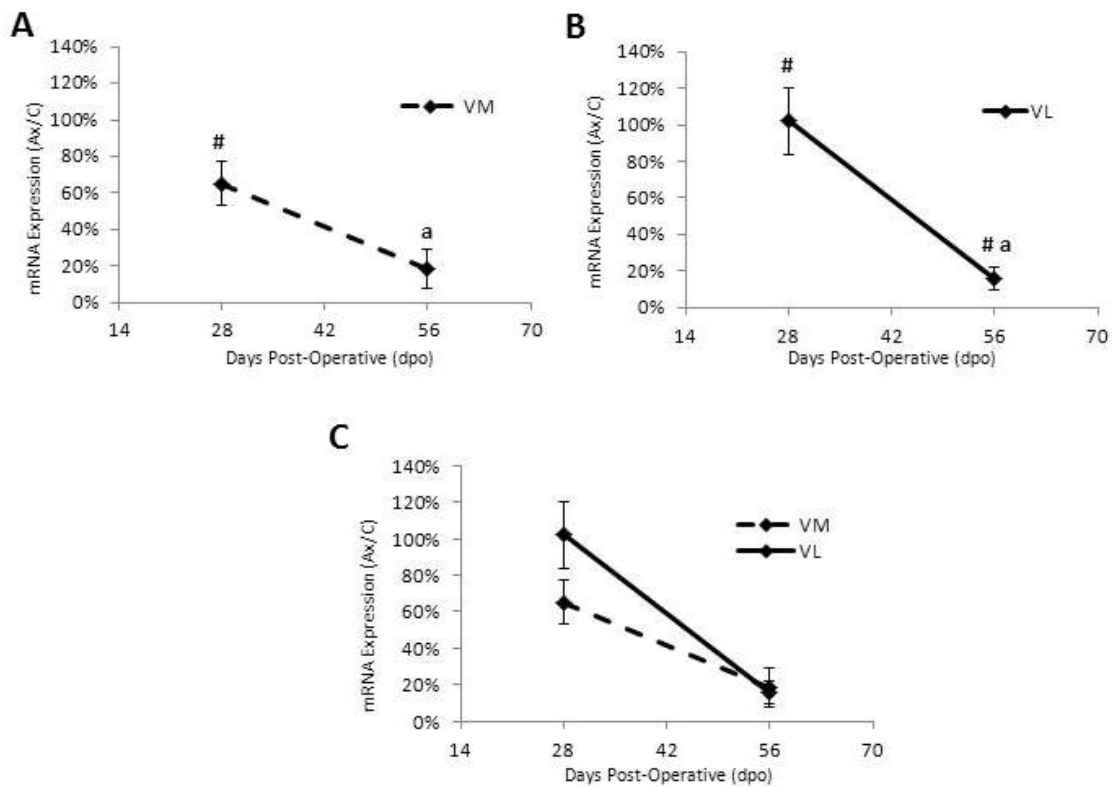 A
140%
120%
100%
80%
60%
40%
20%
0%
mRNA Expression (Ax/C)
#
a
VM
14 28 42 56 70
Days Post-Operative (dpo)
B
140%
120%
100%
80%
60%
40%
20%
0%
mRNA Expression (Ax/C)
#
# a
VL
14 28 42 56 70
Days Post-Operative (dpo)
C
140%
120%
100%
80%
60%
40%
20%
0%
mRNA Expression (Ax/C)
VM
VL
14 28 42 56 70
Days Post-Operative (dpo)